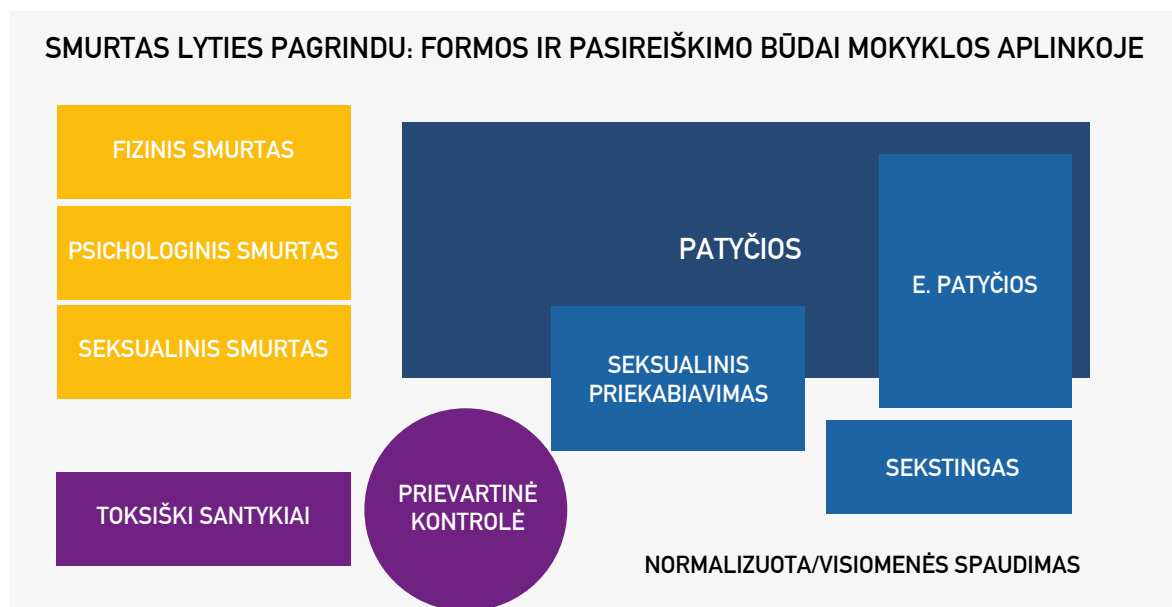 SMURTAS LYTIES PAGRINDU: FORMOS IR PASIREIŠKIMO BŪDAI MOKYKLOS APLINKOJE
FIZINIS SMURTAS
PSICHOLOGINIS SMURTAS
SEKSUALINIS SMURTAS
PATYČIOS
E. PATYČIOS
SEKSUALINIS
PRIEKABIAVIMAS
SEKSTINGAS
TOKSIŠKI SANTYKIAI
PRIEVARTINĖ
KONTROLĖ
NORMALIZUOTA/VISIOMENĖS SPAUDIMAS